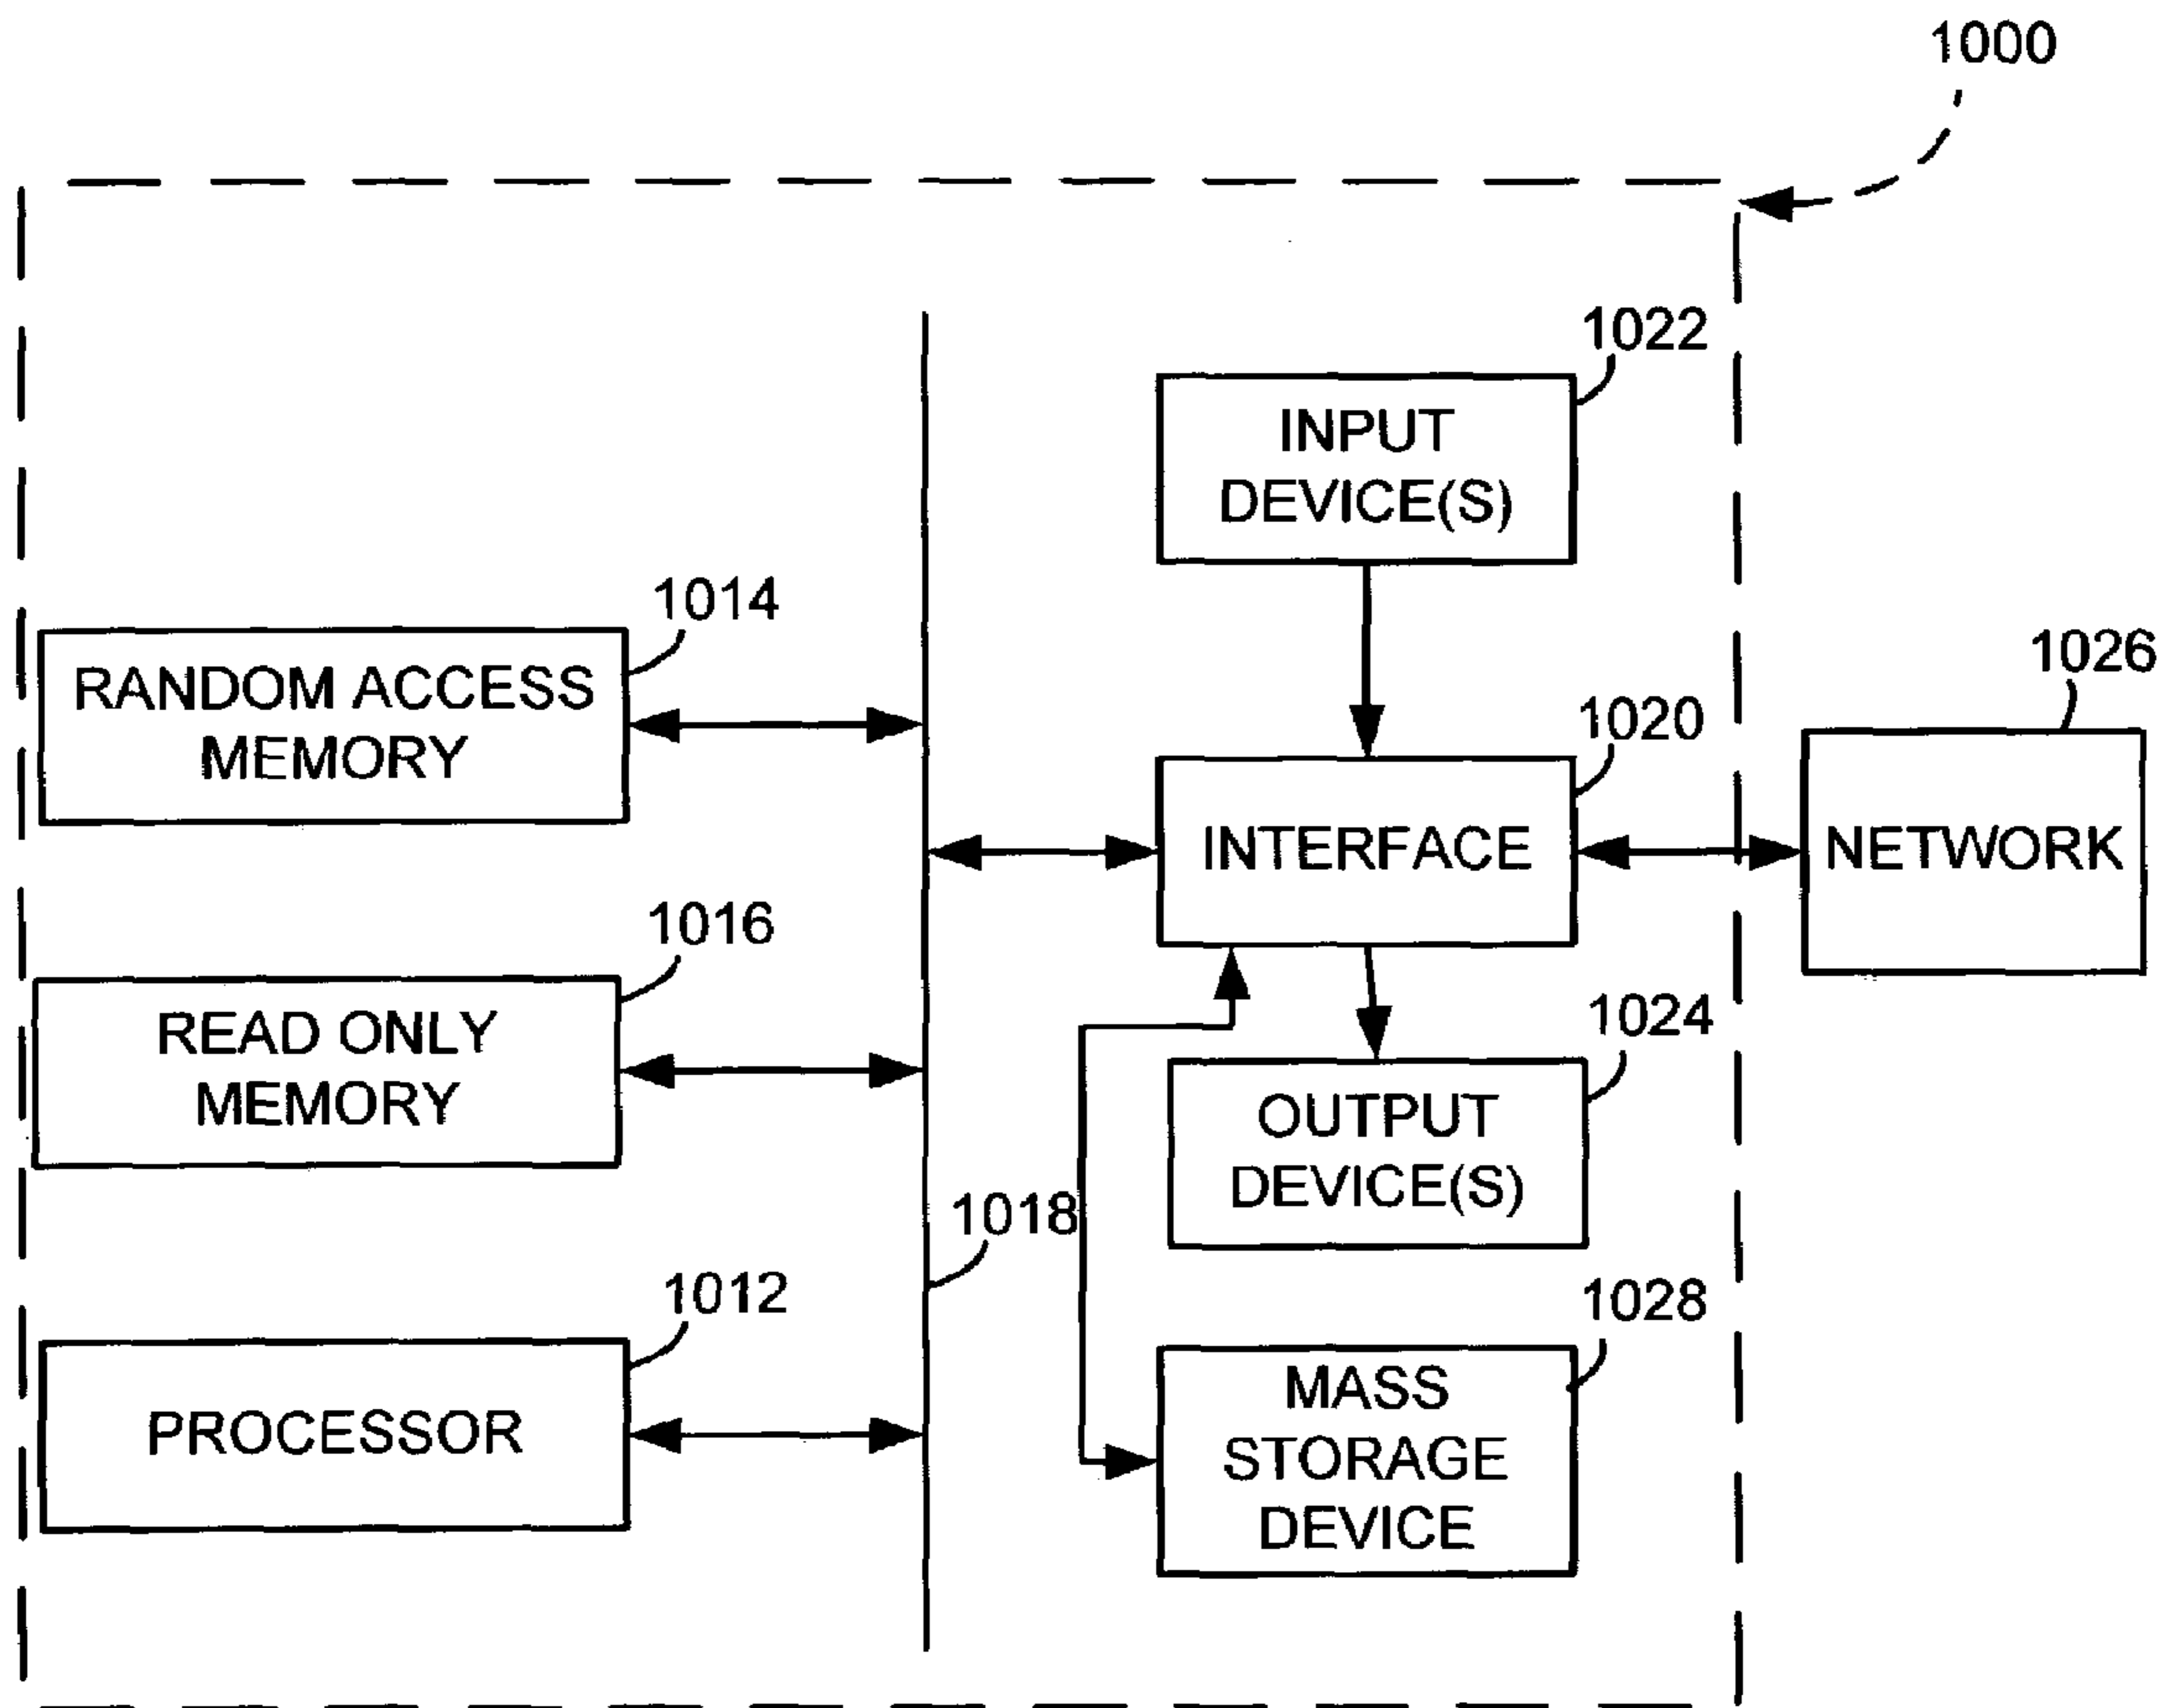 1000
1022
INPUT
DEVICE(S)
1014
RANDOM ACCESS
MEMORY
1026
1020
INTERFACE
NETWORK
1016
READ ONLY
MEMORY
1024
OUTPUT
DEVICE(S)
1018
1012
PROCESSOR
1028
MASS
STORAGE
DEVICE